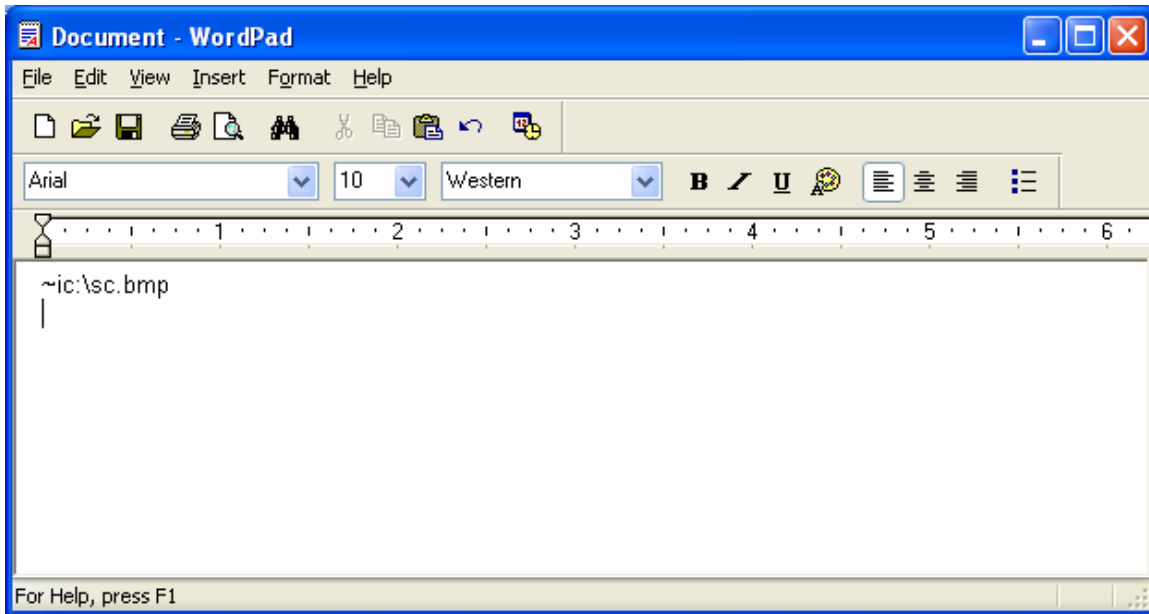 Document - WordPad
File Edit View Insert Format Help
Arial 10 Western B I U
1 2 3 4 5 6
~ic:\sc.bmp
For Help, press F1